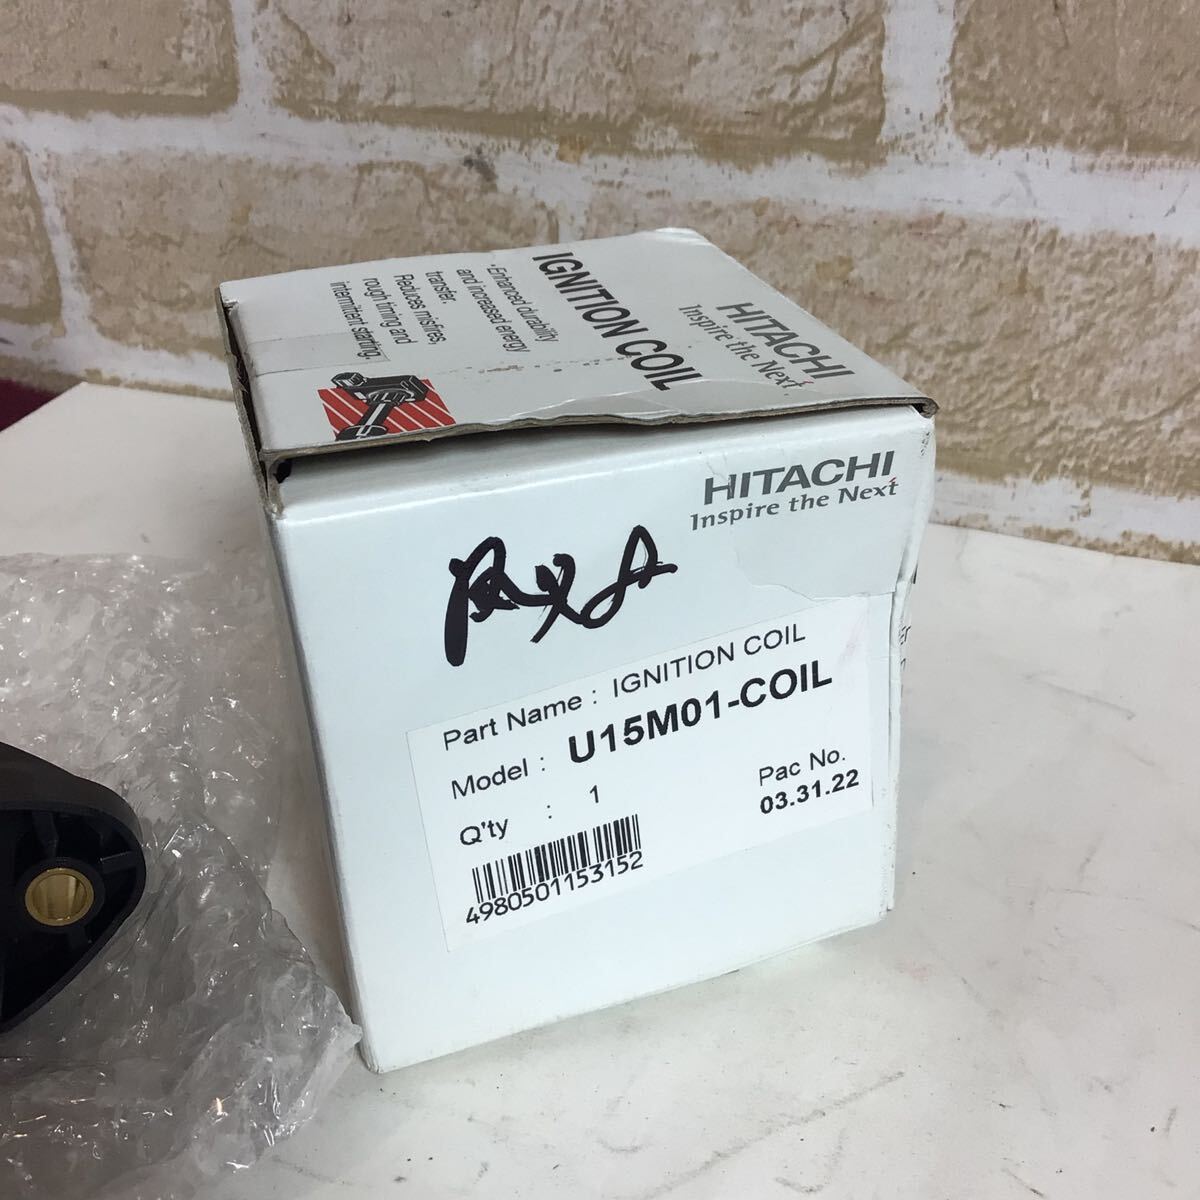 HITACHI
Inspire the Next
IGNITION COIL
•Enhanced durability
and increased energy
transfer.
Reduces misfires,
rough timing and
intermittent starting.
HITACHI
Inspire the Next
Part Name : IGNITION COIL
Model : U15M01-COIL
Q'ty : 1
Pac No.
03.31.22
4980501153152